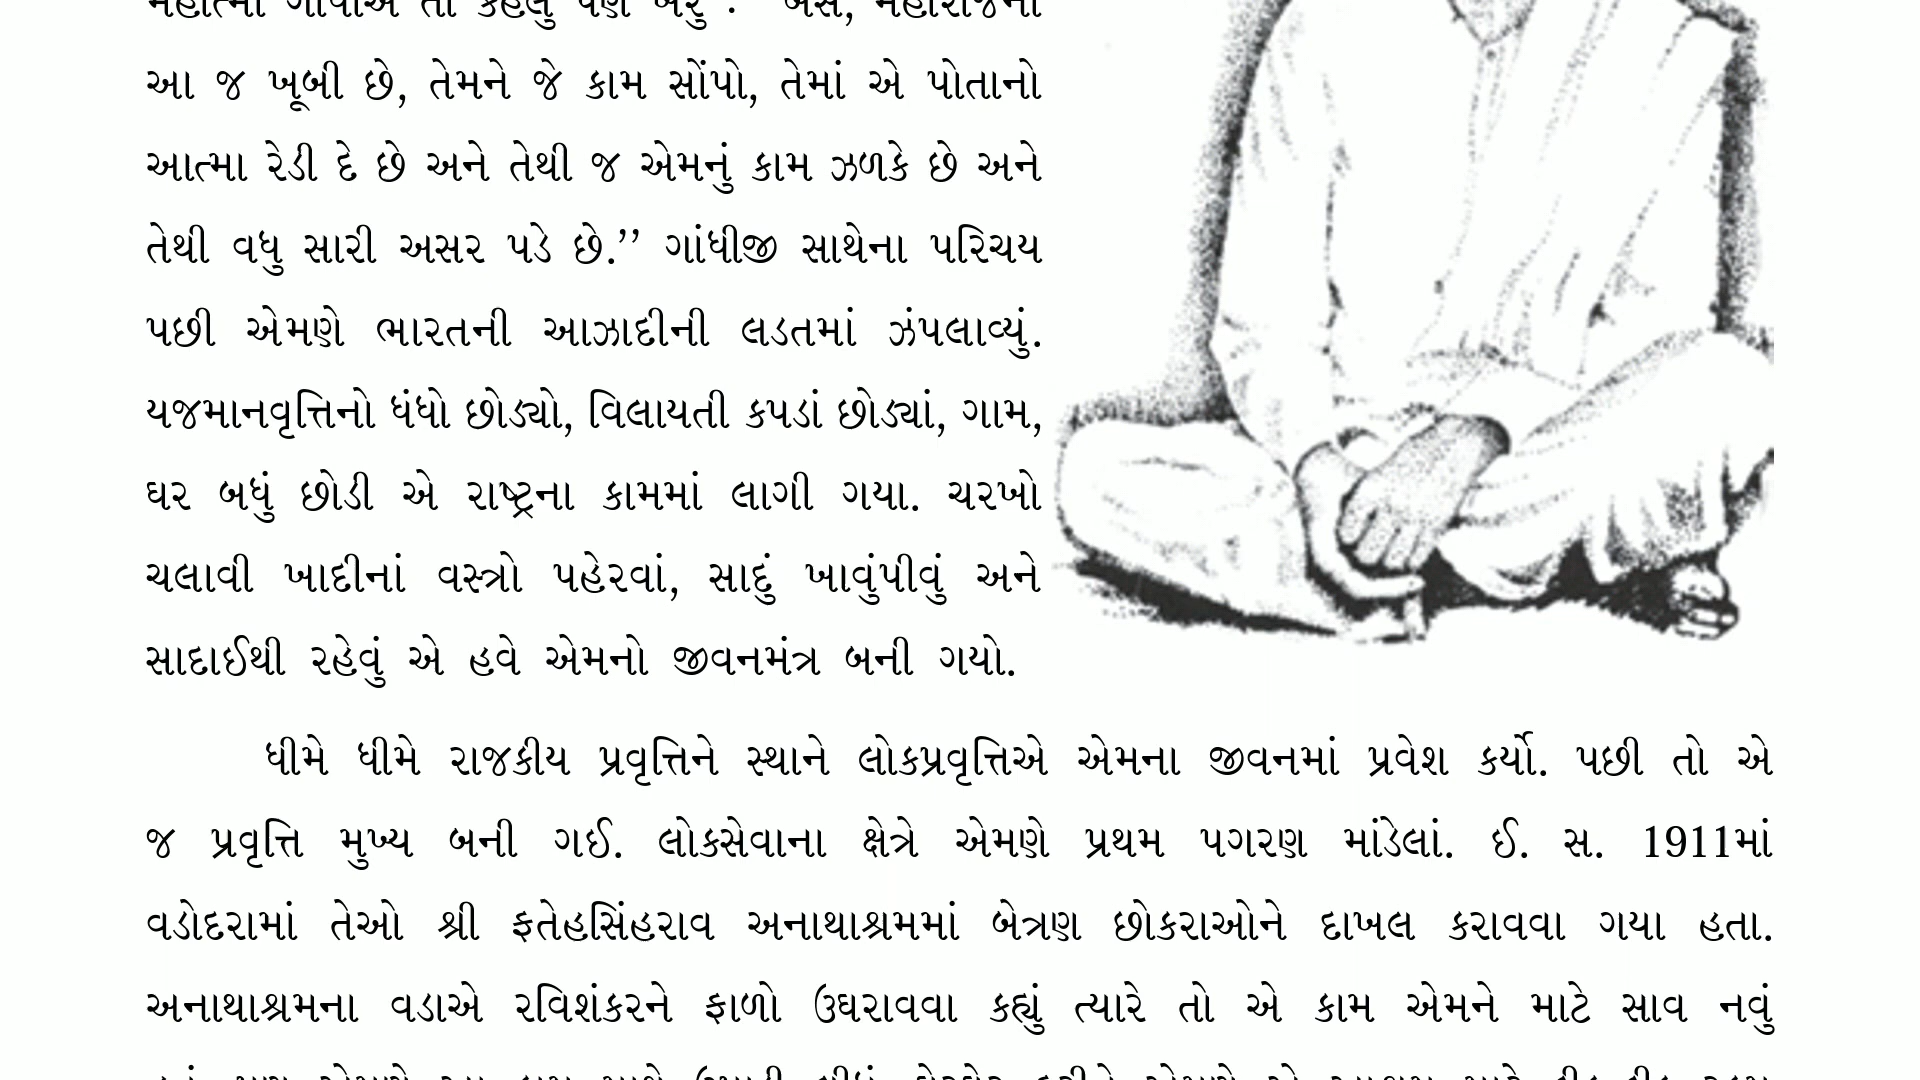 આ જ ખૂબી છે, તેમને જે કામ સોંપો, તેમાં એ પોતાનો
આત્મા રેડી દે છે અને તેથી જ એમનું કામ ઝળકે છે અને
તેથી વધુ સારી અસર પડે છે.’’ ગાંધીજી સાથેના પરિચય
પછી એમણે ભારતની આઝાદીની લડતમાં ઝંપલાવ્યું.
યજમાનવૃત્તિનો ધંધો છોડ્યો, વિલાયતી કપડાં છોડ્યાં, ગામ,
ઘર બધું છોડી એ રાષ્ટ્રના કામમાં લાગી ગયા. ચરખો
ચલાવી ખાદીનાં વસ્ત્રો પહેરવાં, સાદું ખાવુંપીવું અને
સાદાઈથી રહેવું એ હવે એમનો જીવનમંત્ર બની ગયો.
ધીમે ધીમે રાજકીય પ્રવૃત્તિને સ્થાને લોકપ્રવૃત્તિએ એમના જીવનમાં પ્રવેશ કર્યો. પછી તો એ
જ પ્રવૃત્તિ મુખ્ય બની ગઈ. લોકસેવાના ક્ષેત્રે એમણે પ્રથમ પગરણ માંડેલાં. ઈ. સ. 1911માં
વડોદરામાં તેઓ શ્રી ફતેહસિંહરાવ અનાથાશ્રમમાં બેત્રણ છોકરાઓને દાખલ કરાવવા ગયા હતા.
અનાથાશ્રમના વડાએ રવિશંકરને ફાળો ઉઘરાવવા કહ્યું ત્યારે તો એ કામ એમને માટે સાવ નવું